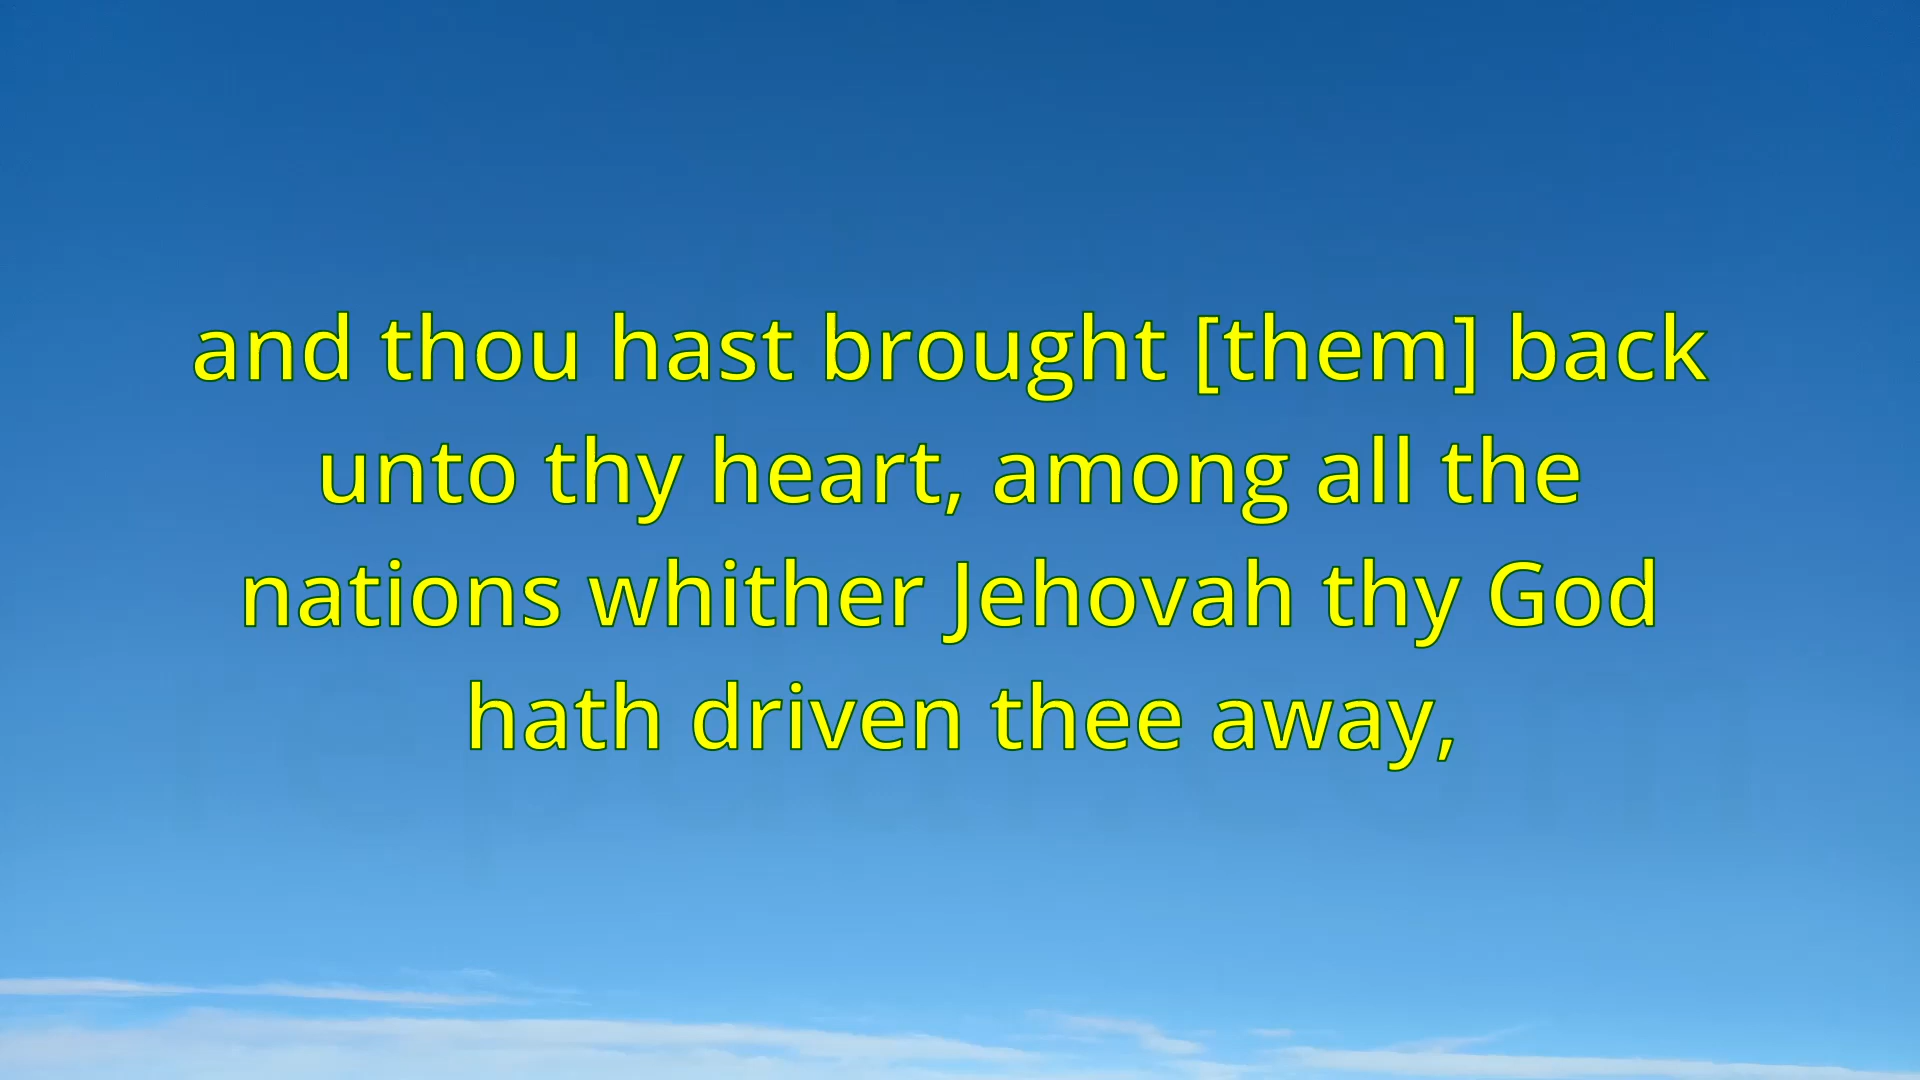 and thou hast brought [them] back
unto thy heart, among all the
nations whither Jehovah thy God
hath driven thee away,